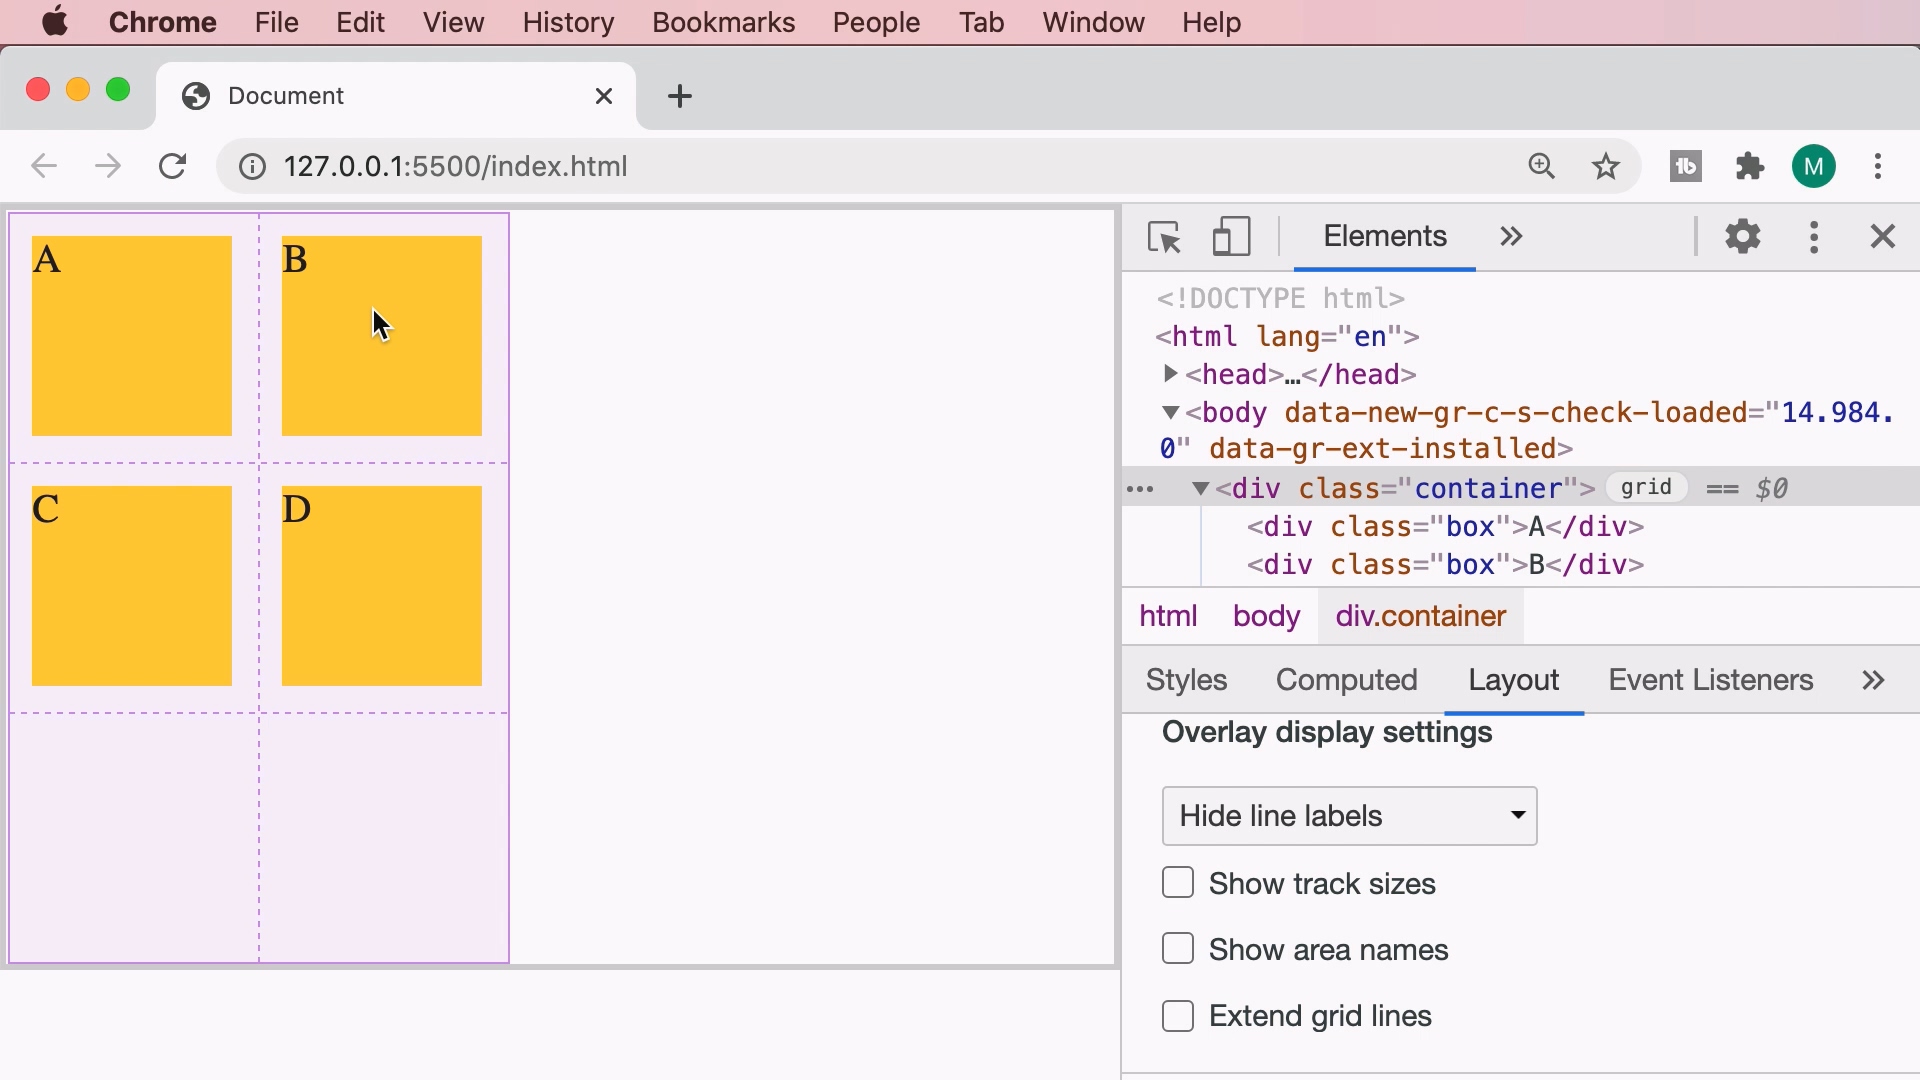 Chrome File Edit View History Bookmarks People Tab Window Help
Document
127.0.0.1:5500/index.html
M
A B
C D
Elements
<!DOCTYPE html>
<html lang="en">
<head>…</head>
<body data-new-gr-c-s-check-loaded="14.984.
0" data-gr-ext-installed>
<div class="container"> grid == $0
<div class="box">A</div>
<div class="box">B</div>
html body div.container
Styles Computed Layout Event Listeners
Overlay display settings
Hide line labels
Show track sizes
Show area names
Extend grid lines